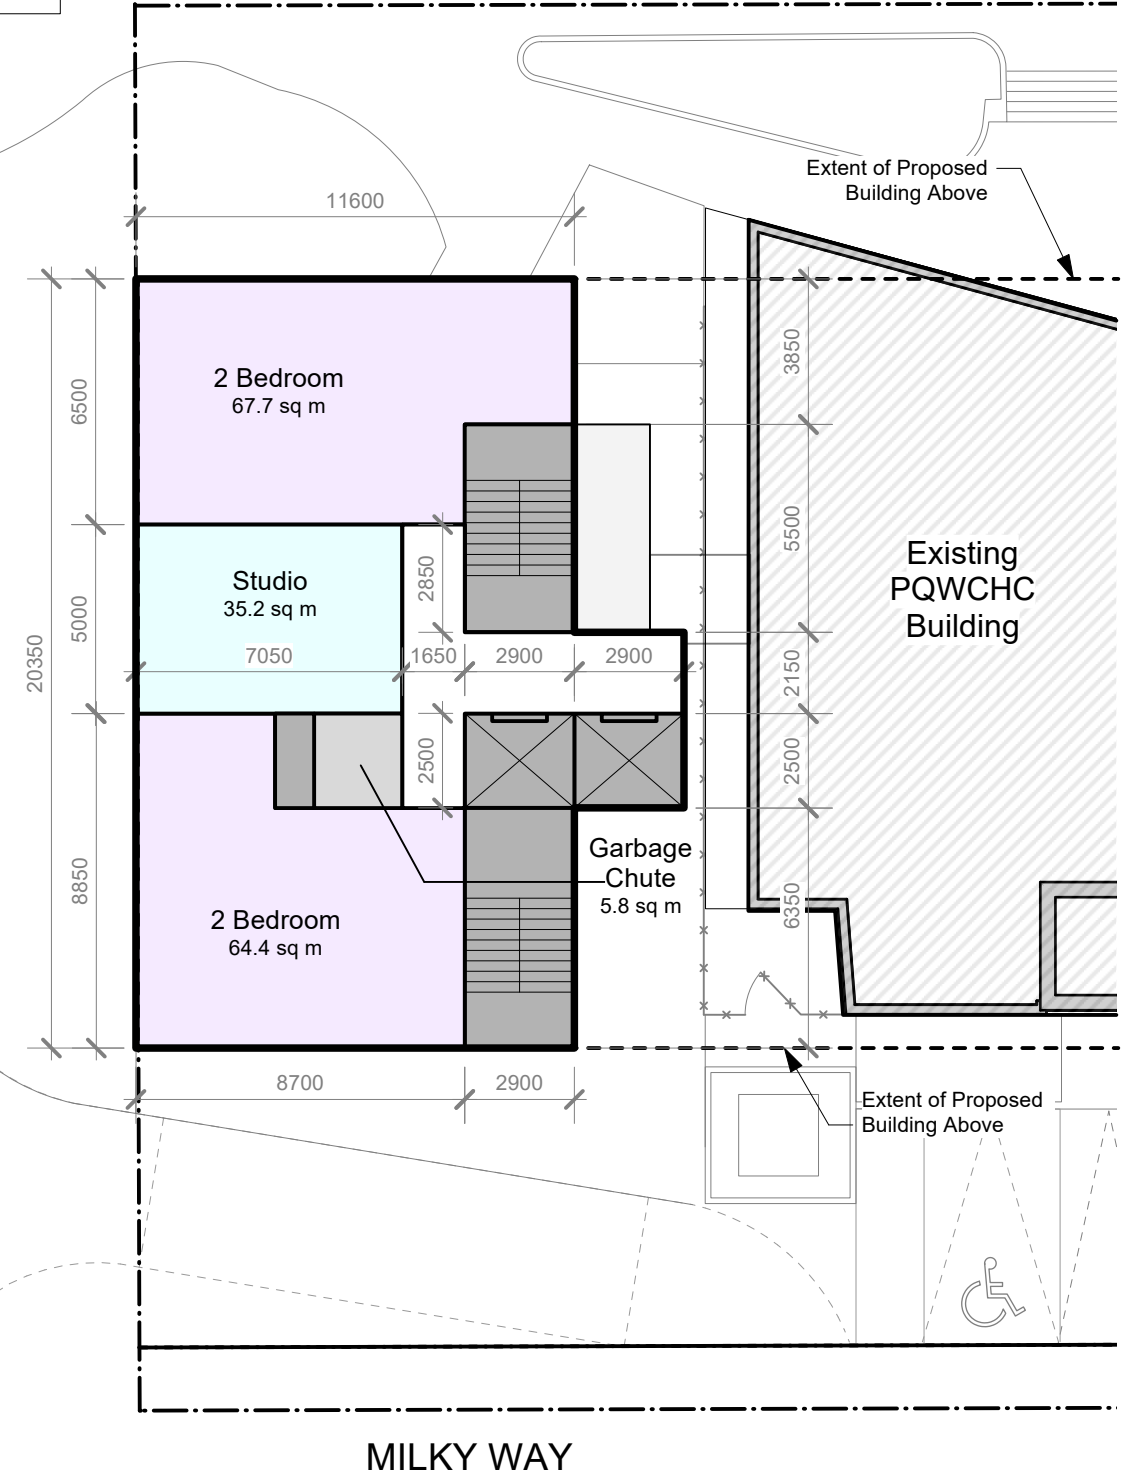 Extent of Proposed
Building Above
11600
2 Bedroom
67.7 sq m
6500
3850
5500
Existing
PQWCHC
Building
Studio
35.2 sq m
2850
5000
20350
7050
1650
2900
2900
2150
2500
2500
8850
Garbage
Chute
5.8 sq m
6350
2 Bedroom
64.4 sq m
8700
2900
Extent of Proposed
Building Above
MILKY WAY